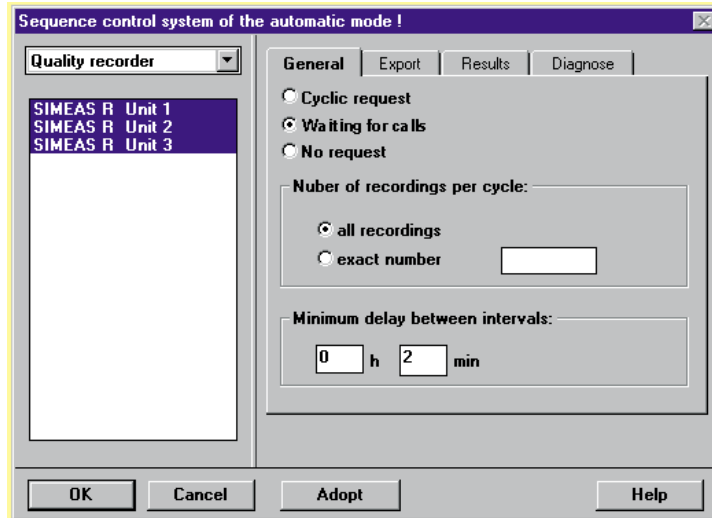 Sequence control system of the automatic mode !
Quality recorder
SIMEAS R Unit 1
SIMEAS R Unit 2
SIMEAS R Unit 3
General Export Results Diagnose
Cyclic request
Waiting for calls
No request
Nuber of recordings per cycle:
all recordings
exact number
Minimum delay between intervals:
0 h 2 min
OK Cancel Adopt Help